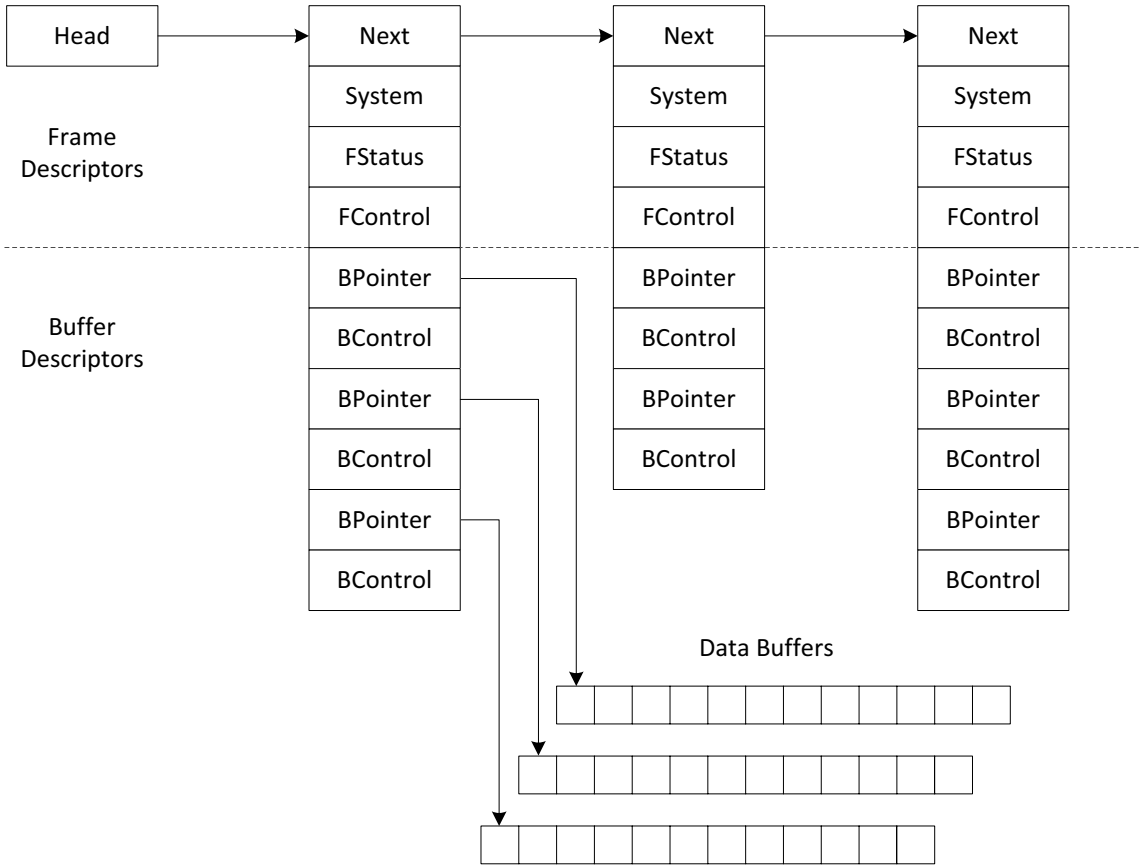 Head
Next
Next
Next
System
System
System
Frame
Descriptors
FStatus
FStatus
FStatus
FControl
FControl
FControl
BPointer
BPointer
BPointer
Buffer
Descriptors
BControl
BControl
BControl
BPointer
BPointer
BPointer
BControl
BControl
BControl
BPointer
BPointer
BControl
BControl
Data Buffers